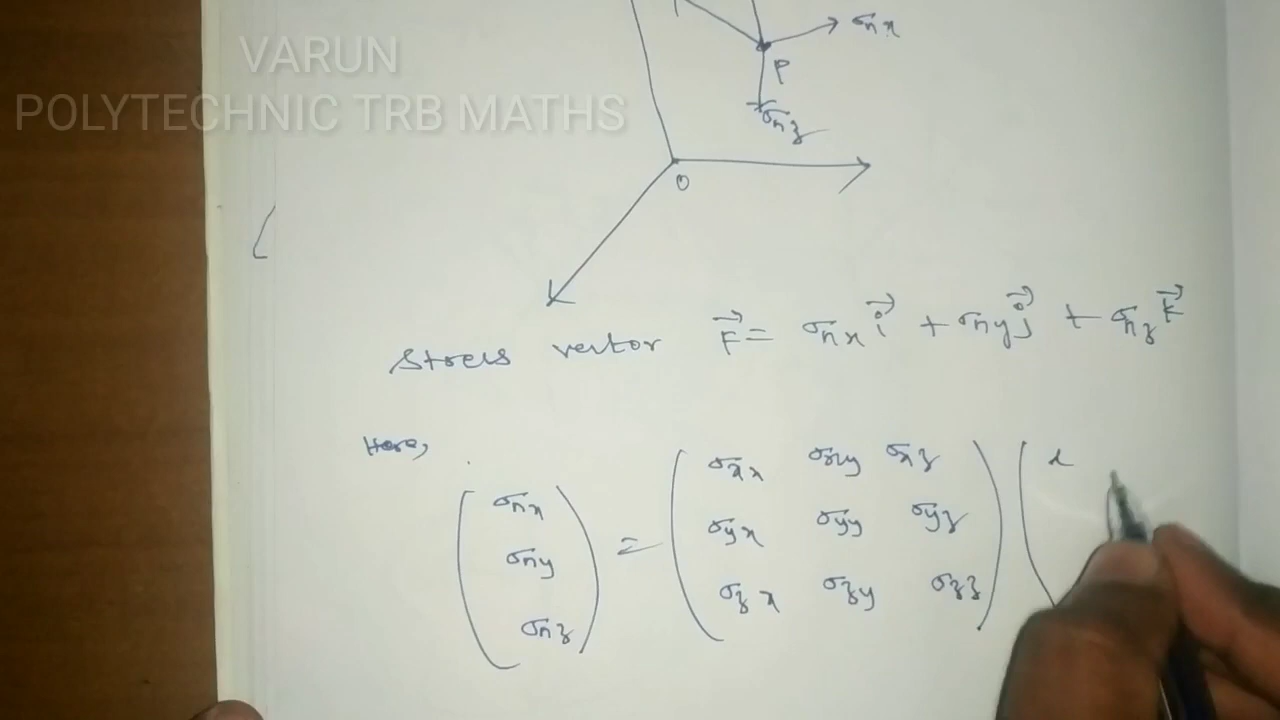 VARUN
POLYTECHNIC TRB MATHS
σnx
P
σnz
O
Stress vector F⃗ = σnx i⃗ + σny j⃗ + σnz k⃗
Here,
(σnx) = (σxx σxy σxz) (l
(σny) (σyx σyy σyz)
(σnz) (σzx σzy σzz)